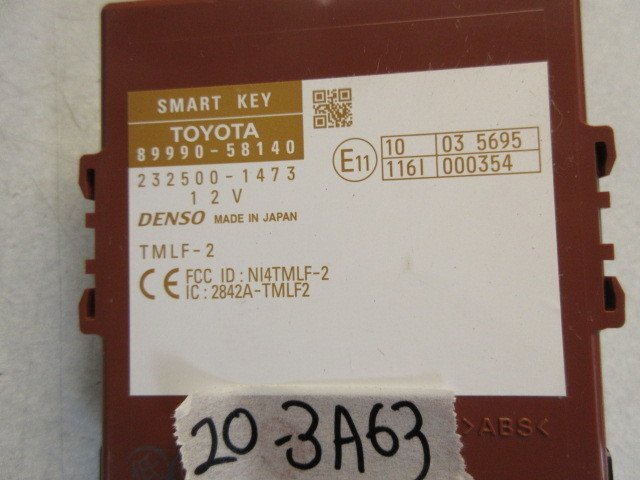 SMART KEY
TOYOTA
89990-58140
232500-1473
12V
DENSO MADE IN JAPAN
TMLF-2
CE FCC ID : NI4TMLF-2
IC : 2842A-TMLF2
E11
10 03 5695
116I 000354
20-3A63
>ABS<